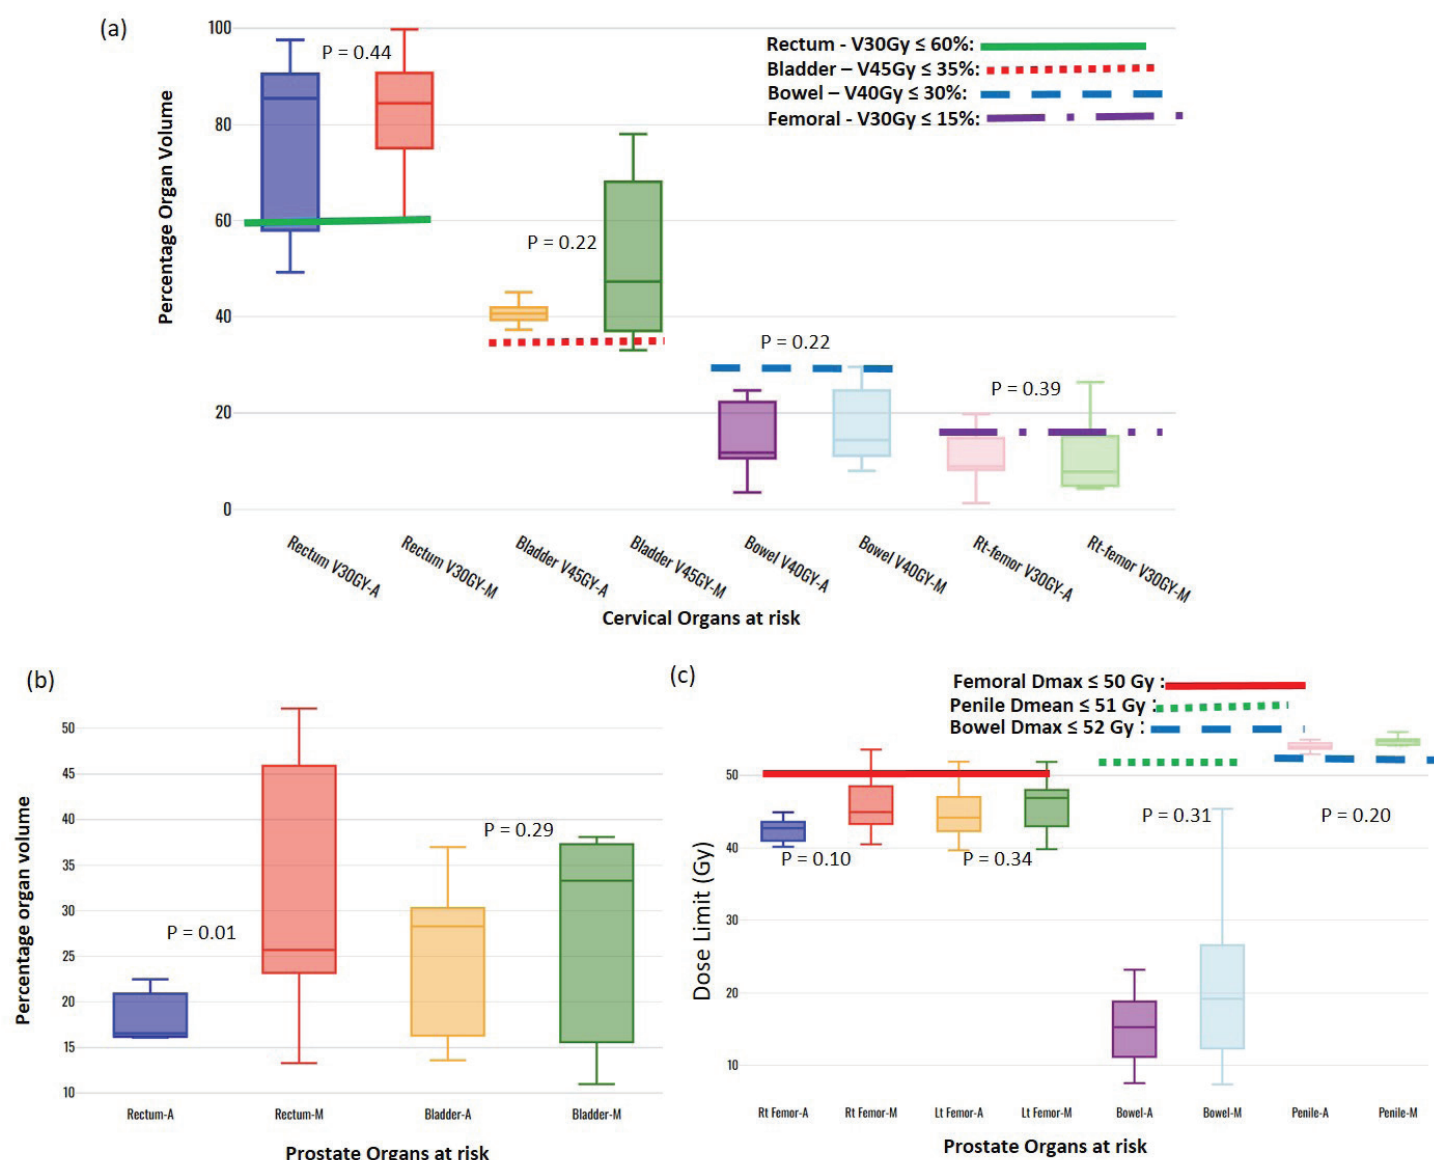 (a)
100
80
60
40
20
0
Percentage Organ Volume
P = 0.44
Rectum - V30Gy ≤ 60%:
Bladder – V45Gy ≤ 35%:
Bowel – V40Gy ≤ 30%:
Femoral - V30Gy ≤ 15%:
P = 0.22
P = 0.22
P = 0.39
Rectum V30GY-A
Rectum V30GY-M
Bladder V45GY-A
Bladder V45GY-M
Bowel V40GY-A
Bowel V40GY-M
Rt-femor V30GY-A
Rt-femor V30GY-M
Cervical Organs at risk
(b)
50
45
40
35
30
25
20
15
10
Percentage organ volume
P = 0.01
P = 0.29
Rectum-A
Rectum-M
Bladder-A
Bladder-M
Prostate Organs at risk
(c)
Femoral Dmax ≤ 50 Gy :
Penile Dmean ≤ 51 Gy :
Bowel Dmax ≤ 52 Gy :
50
40
30
20
10
Dose Limit (Gy)
P = 0.10
P = 0.34
P = 0.31
P = 0.20
Rt Femor-A
Rt Femor-M
Lt Femor-A
Lt Femor-M
Bowel-A
Bowel-M
Penile-A
Penile-M
Prostate Organs at risk